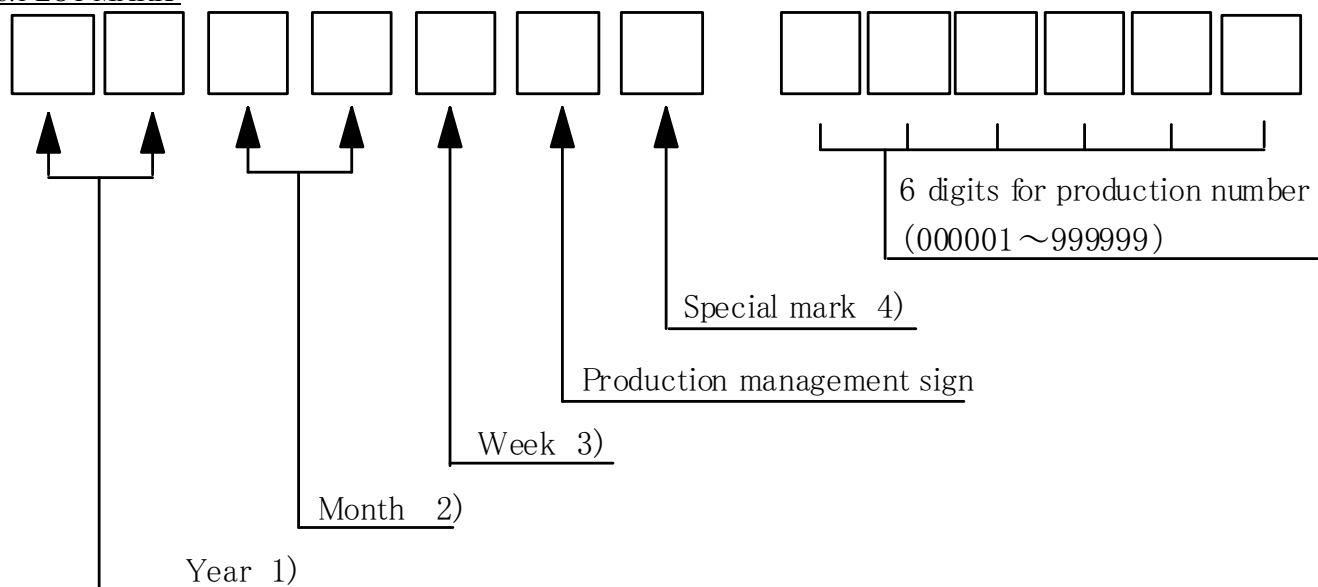 6 digits for production number
(000001～999999)
Special mark 4)
Production management sign
Week 3)
Month 2)
Year 1)